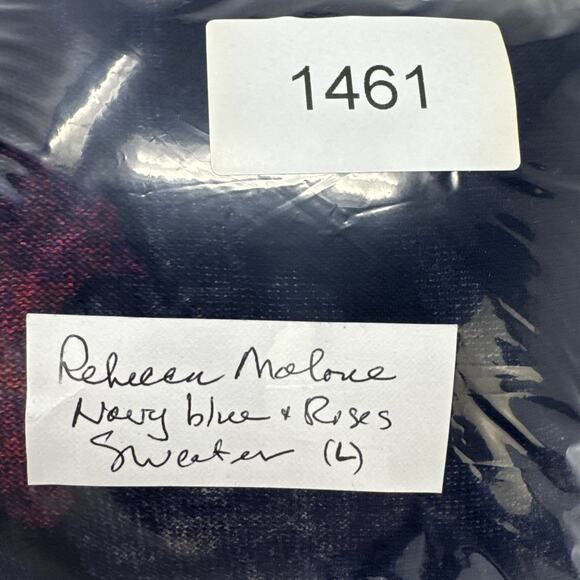 1461
Rebecca Malone
Navy blue + Roses
Sweater (L)